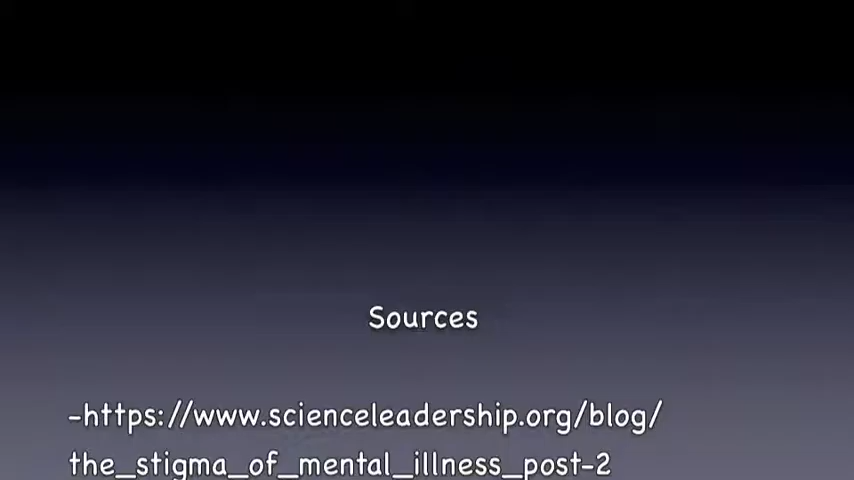 Sources
-https://www.scienceleadership.org/blog/
the_stigma_of_mental_illness_post-2